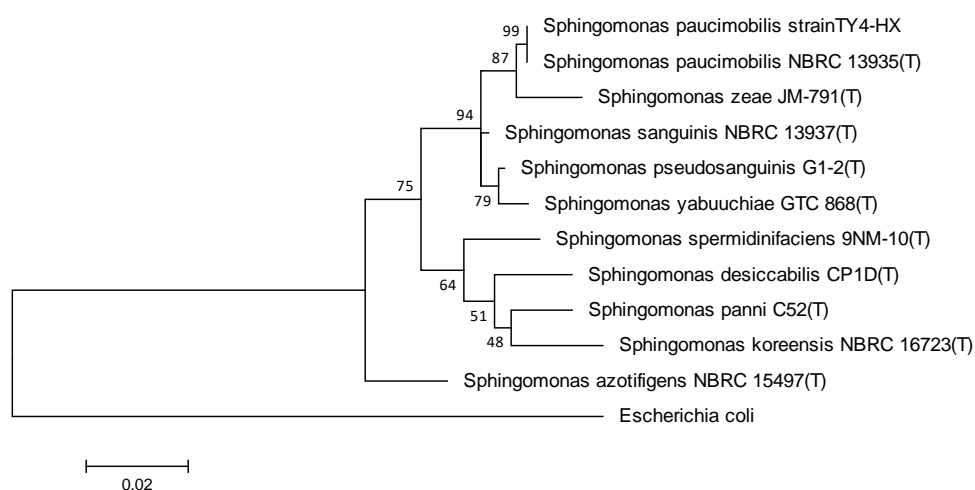 Sphingomonas paucimobilis strainTY4-HX
99
Sphingomonas paucimobilis NBRC 13935(T)
87
Sphingomonas zeae JM-791(T)
94
Sphingomonas sanguinis NBRC 13937(T)
Sphingomonas pseudosanguinis G1-2(T)
75
79
Sphingomonas yabuuchiae GTC 868(T)
Sphingomonas spermidinifaciens 9NM-10(T)
64
Sphingomonas desiccabilis CP1D(T)
51
Sphingomonas panni C52(T)
48
Sphingomonas koreensis NBRC 16723(T)
Sphingomonas azotifigens NBRC 15497(T)
Escherichia coli
0.02